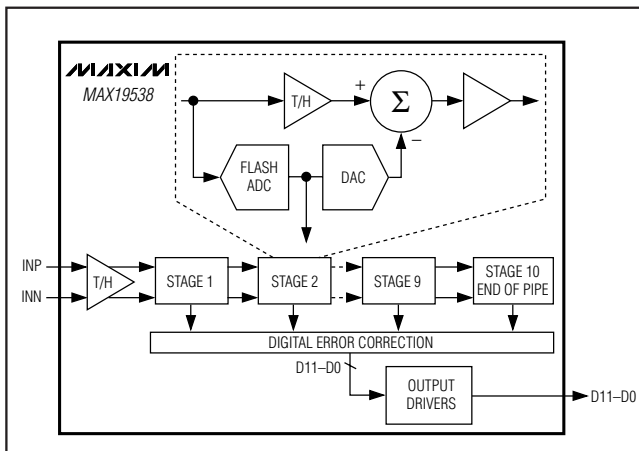 MAXIM
MAX19538
T/H
+
Σ
−
FLASH
ADC
DAC
INP
INN
T/H
STAGE 1
STAGE 2
STAGE 9
STAGE 10
END OF PIPE
DIGITAL ERROR CORRECTION
D11–D0
OUTPUT
DRIVERS
D11–D0